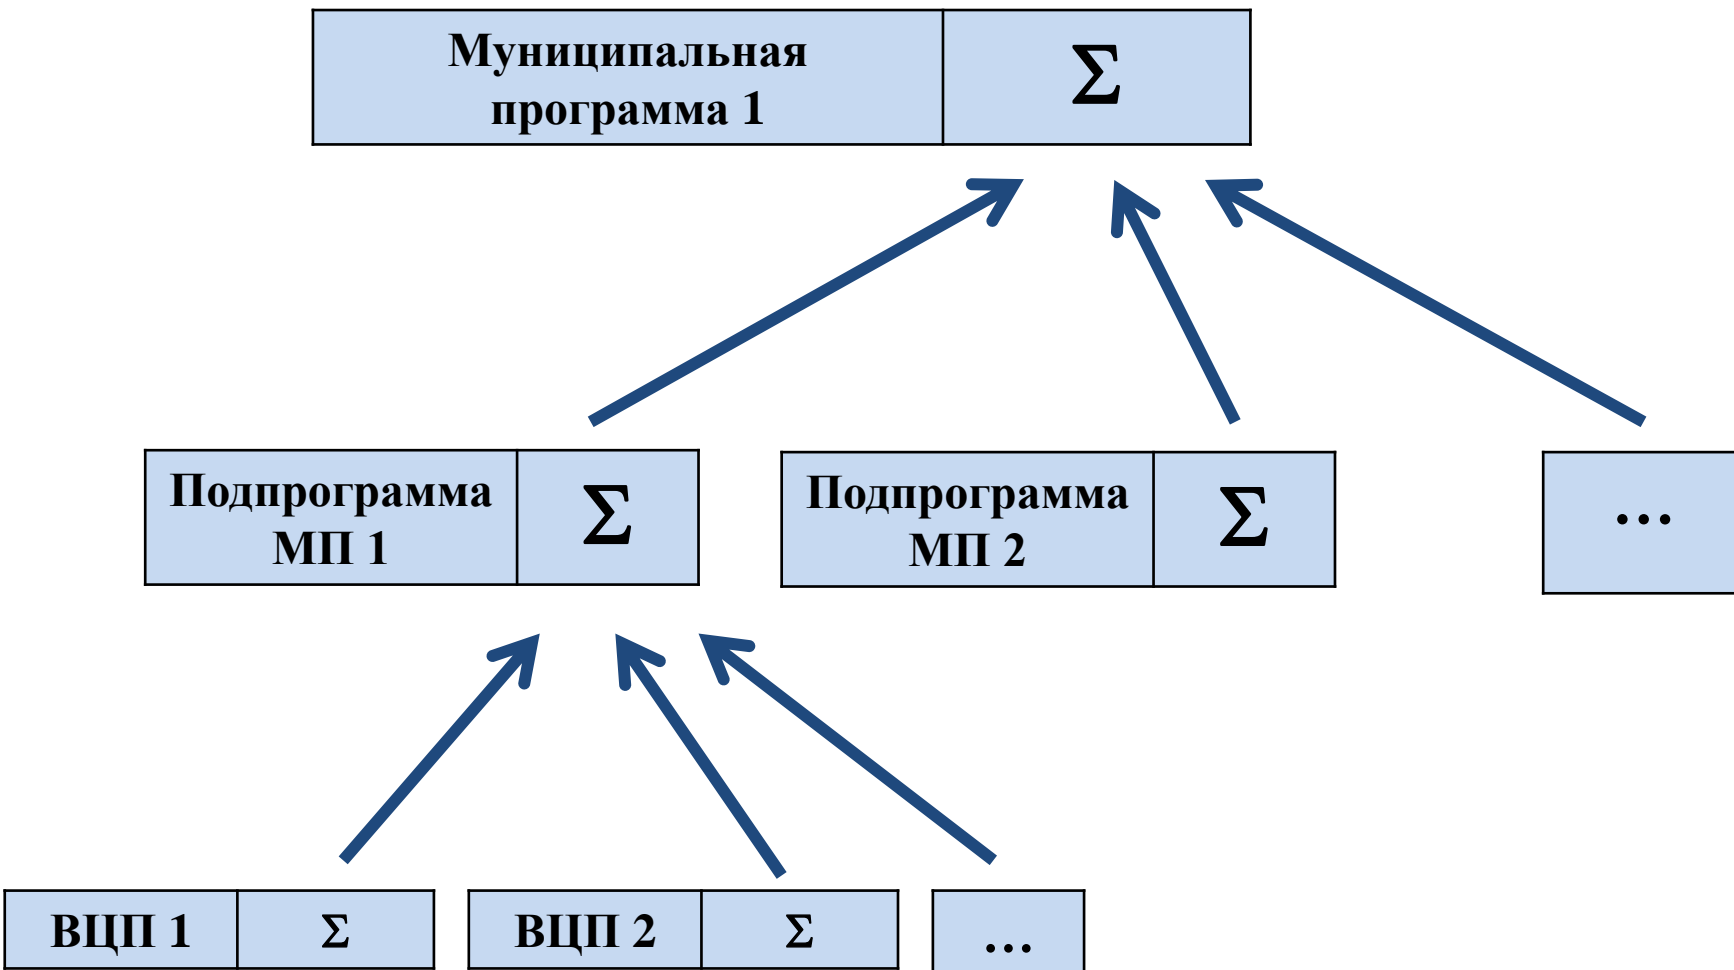 Муниципальная
программа 1
Σ
Подпрограмма
МП 1
Σ
Подпрограмма
МП 2
Σ
...
ВЦП 1
Σ
ВЦП 2
Σ
...